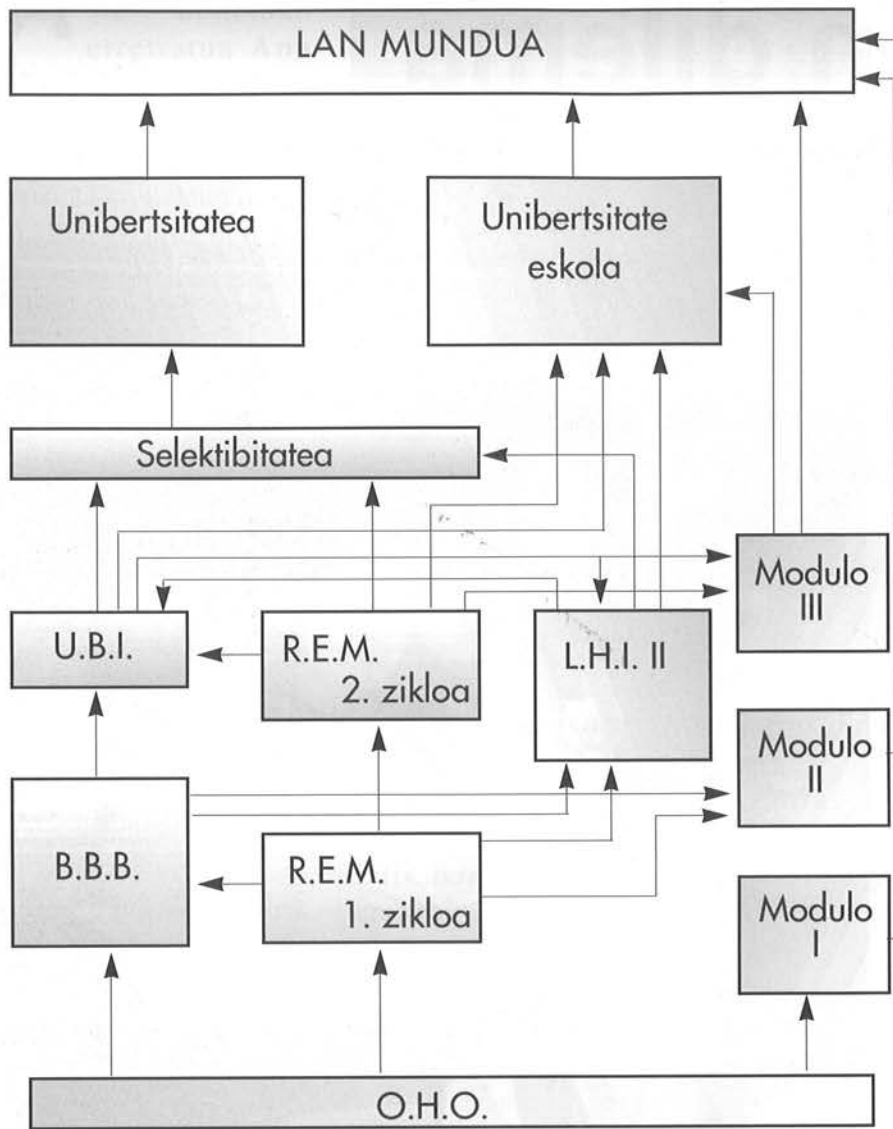 LAN MUNDUA
Unibertsitatea
Unibertsitate
eskola
Selektibitatea
Modulo
III
U.B.I.
R.E.M.
2. zikloa
L.H.I. II
Modulo
II
B.B.B.
R.E.M.
1. zikloa
Modulo
I
O.H.O.